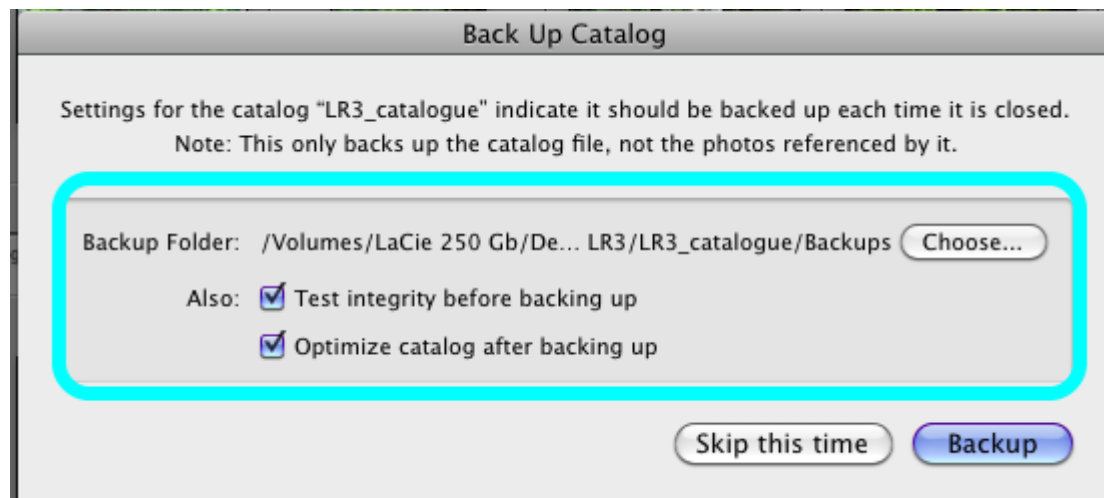 Back Up Catalog
Settings for the catalog “LR3_catalogue" indicate it should be backed up each time it is closed.
Note: This only backs up the catalog file, not the photos referenced by it.
Backup Folder: /Volumes/LaCie 250 Gb/De... LR3/LR3_catalogue/Backups Choose...
Also: Test integrity before backing up
Optimize catalog after backing up
Skip this time Backup